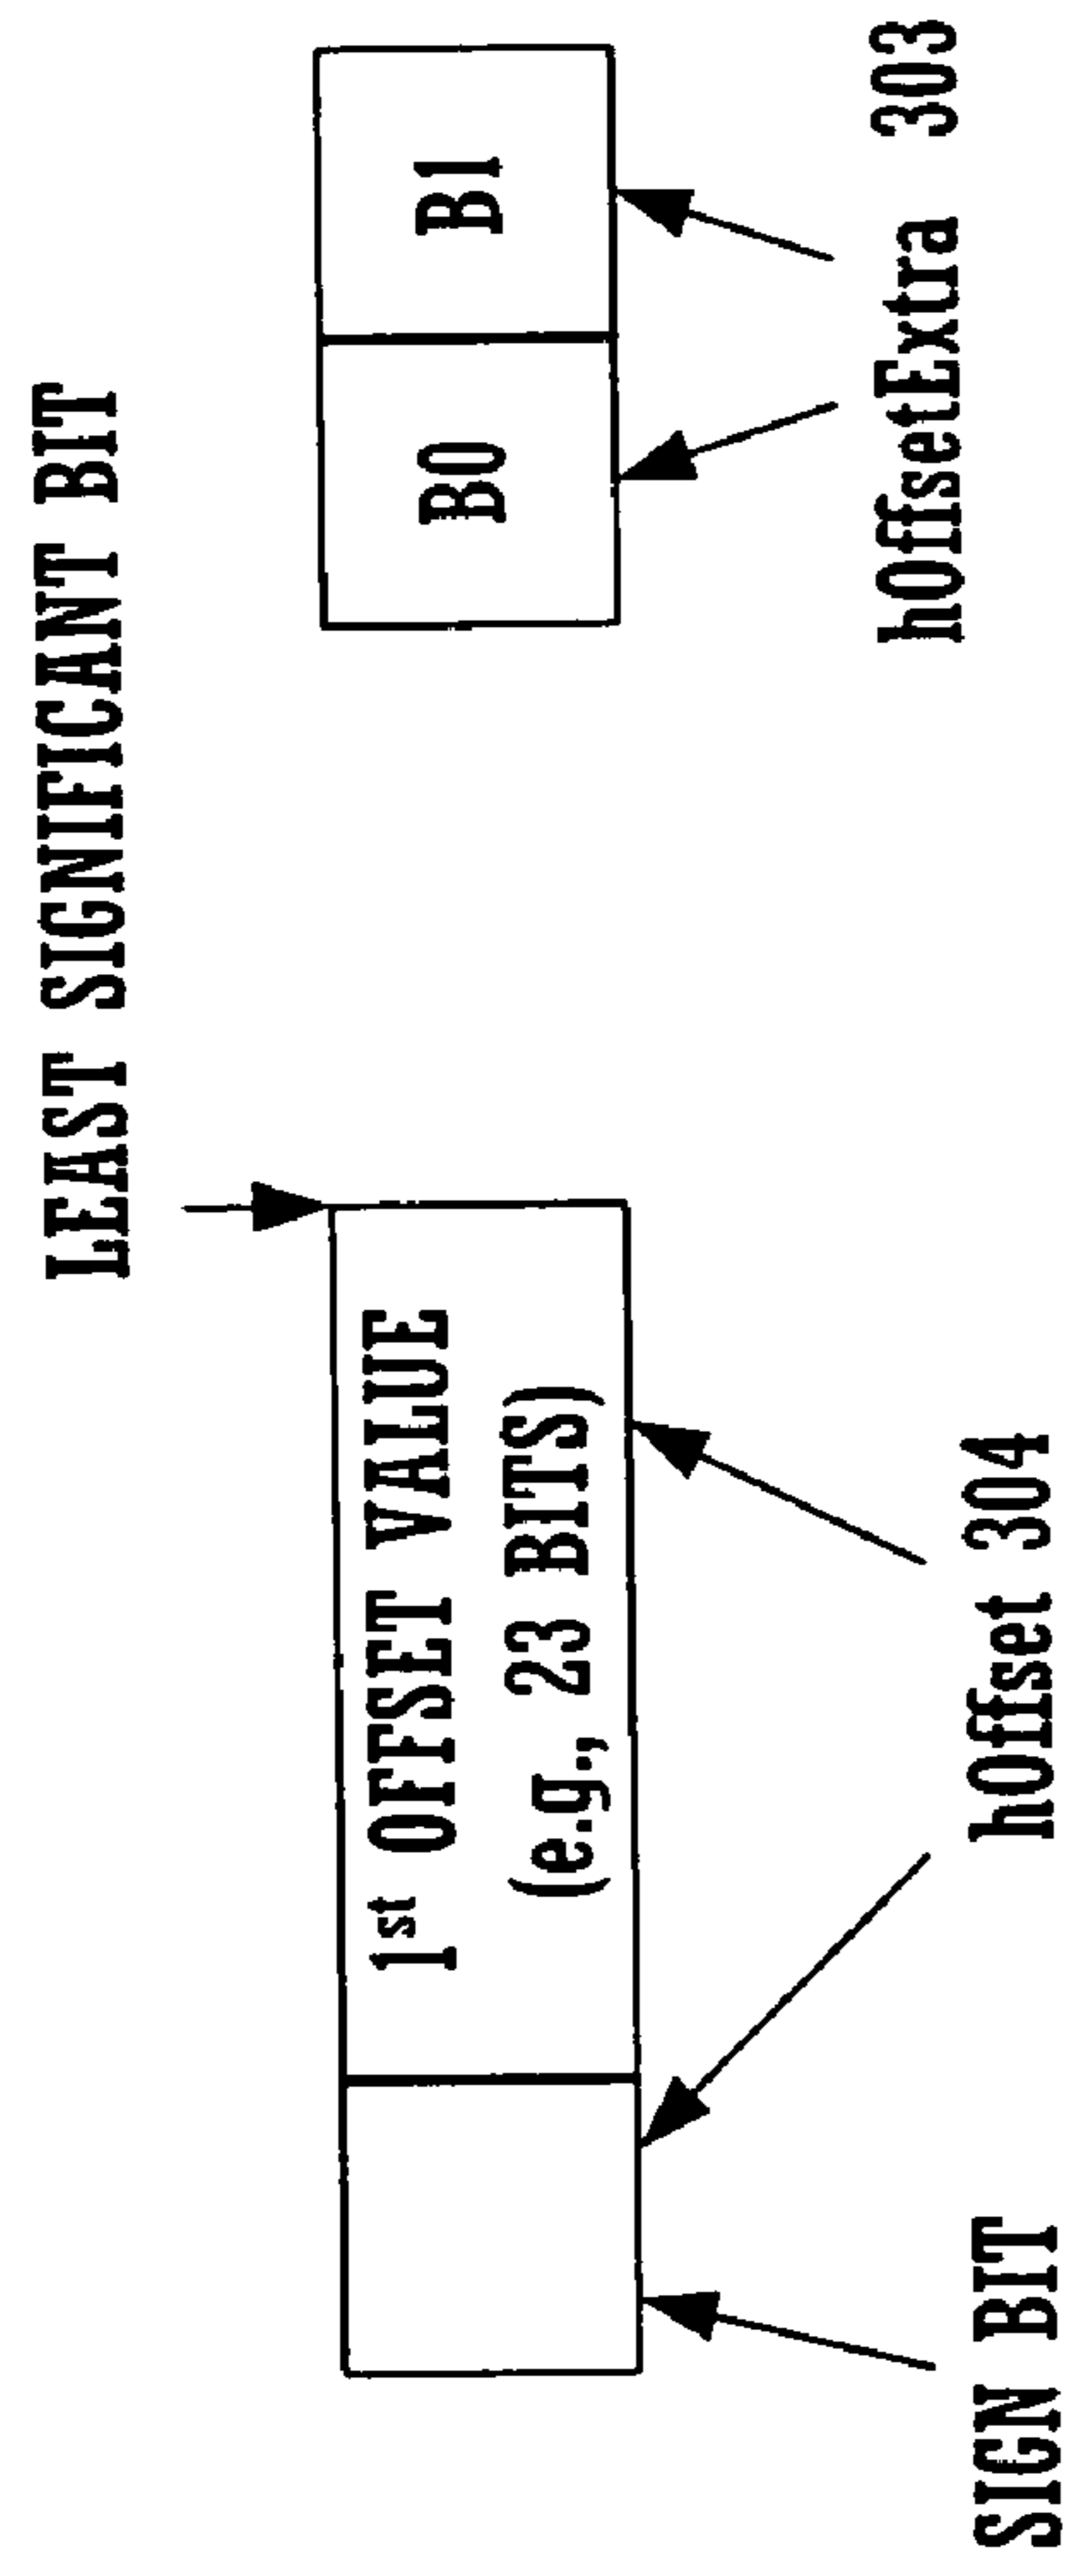 LEAST SIGNIFICANT BIT
1st OFFSET VALUE
(e.g., 23 BITS)
B0
B1
SIGN BIT
hOffset 304
hOffsetExtra 303